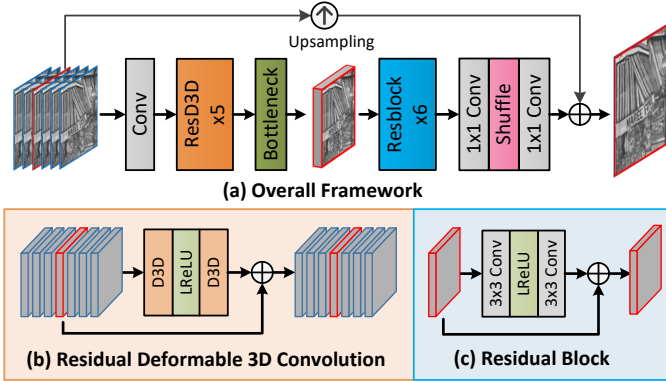 Upsampling
Conv
ResD3D
x5
Bottleneck
Resblock
x6
1x1 Conv
Shuffle
1x1 Conv
(a) Overall Framework
D3D
LReLU
D3D
(b) Residual Deformable 3D Convolution
3x3 Conv
LReLU
3x3 Conv
(c) Residual Block